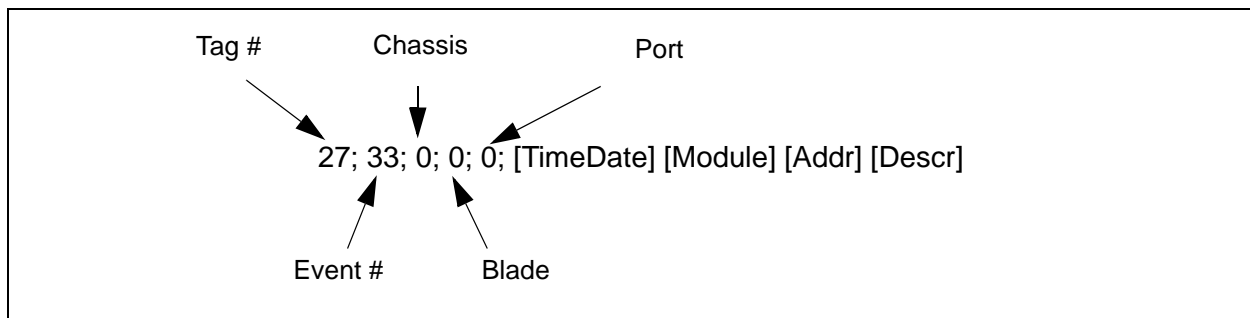 Tag #
Chassis
Port
27; 33; 0; 0; 0; [TimeDate] [Module] [Addr] [Descr]
Event #
Blade